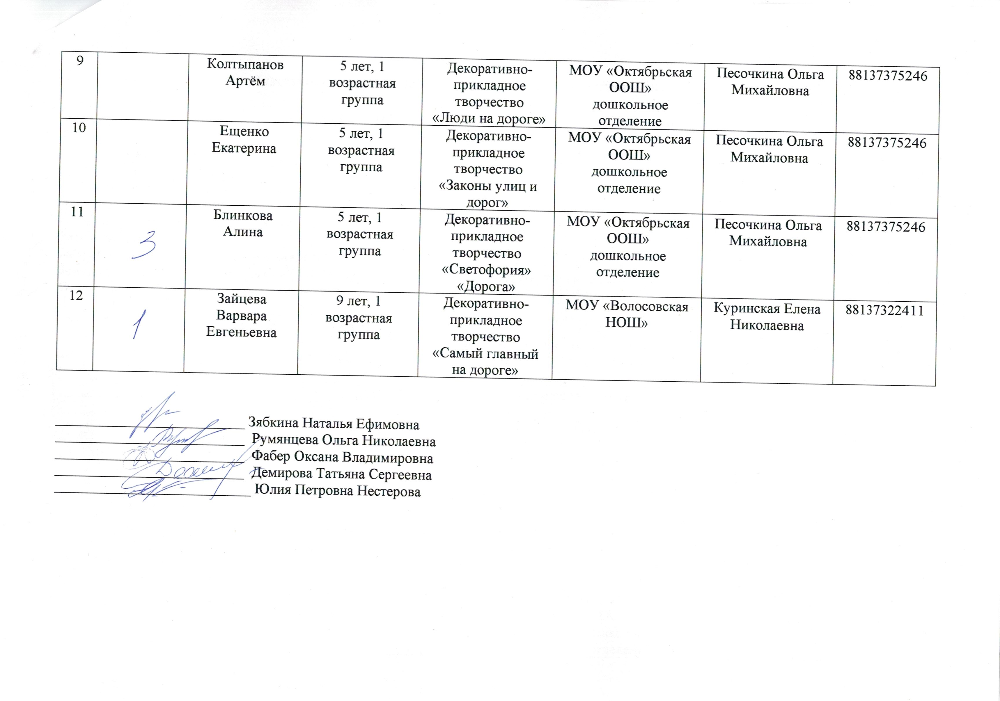 9
Колтыпанов
Артём
5 лет, 1
возрастная
группа
Декоративно-
прикладное
творчество
«Люди на дороге»
МОУ «Октябрьская
ООШ»
дошкольное
отделение
Песочкина Ольга
Михайловна
88137375246
10
Ещенко
Екатерина
5 лет, 1
возрастная
группа
Декоративно-
прикладное
творчество
«Законы улиц и
дорог»
МОУ «Октябрьская
ООШ»
дошкольное
отделение
Песочкина Ольга
Михайловна
88137375246
11
3
Блинкова
Алина
5 лет, 1
возрастная
группа
Декоративно-
прикладное
творчество
«Светофория»
«Дорога»
МОУ «Октябрьская
ООШ»
дошкольное
отделение
Песочкина Ольга
Михайловна
88137375246
12
1
Зайцева
Варвара
Евгеньевна
9 лет, 1
возрастная
группа
Декоративно-
прикладное
творчество
«Самый главный
на дороге»
МОУ «Волосовская
НОШ»
Куринская Елена
Николаевна
88137322411
Зябкина Наталья Ефимовна
Румянцева Ольга Николаевна
Фабер Оксана Владимировна
Демирова Татьяна Сергеевна
Юлия Петровна Нестерова